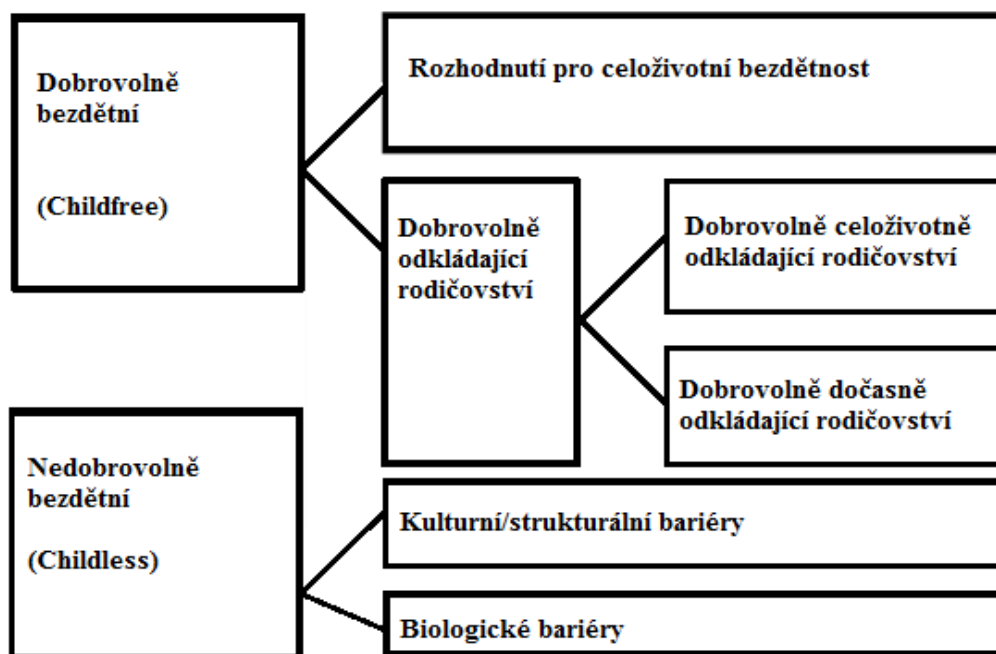 Dobrovolně
bezdětní
(Childfree)
Rozhodnutí pro celoživotní bezdětnost
Dobrovolně
odkládající
rodičovství
Dobrovolně celoživotně
odkládající rodičovství
Dobrovolně dočasně
odkládající rodičovství
Nedobrovolně
bezdětní
(Childless)
Kulturní/strukturální bariéry
Biologické bariéry